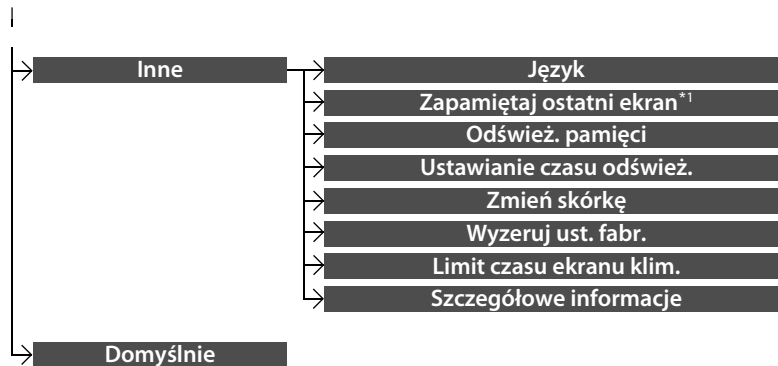 Inne
Język
Zapamiętaj ostatni ekran*1
Odśwież. pamięci
Ustawianie czasu odśwież.
Zmień skórkę
Wyzeruj ust. fabr.
Limit czasu ekranu klim.
Szczegółowe informacje
Domyślnie